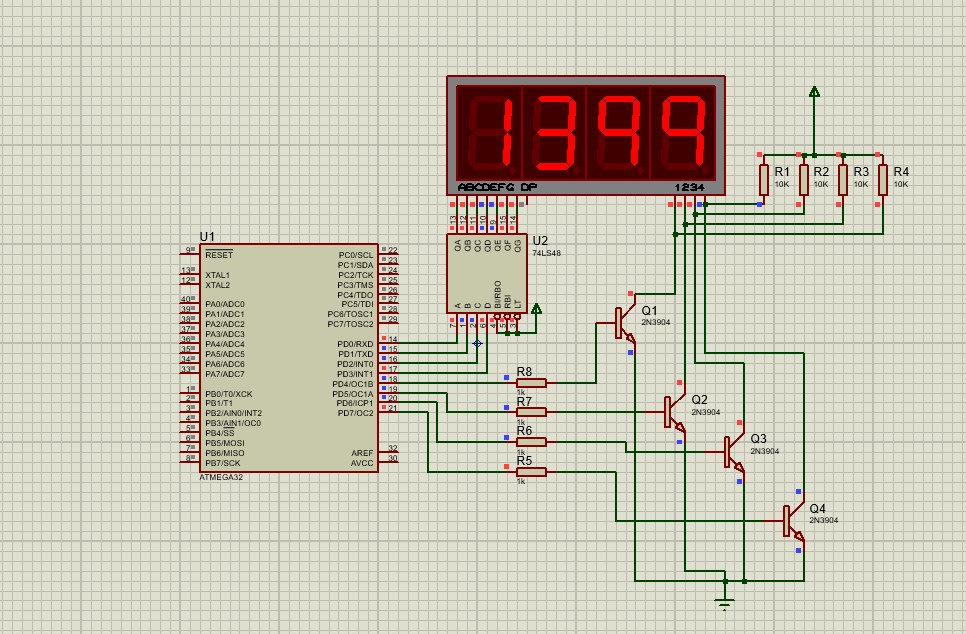 1399
ABCDEFG DP
1234
R1
10K
R2
10K
R3
10K
R4
10K
13
12
11
10
9
15
14
QA
QB
QC
QD
QE
QF
QG
U2
74LS48
A
B
C
D
BI/RBO
RBI
LT
7
1
2
6
4
5
3
U1
9
RESET
13
XTAL1
12
XTAL2
40
PA0/ADC0
39
PA1/ADC1
38
PA2/ADC2
37
PA3/ADC3
36
PA4/ADC4
35
PA5/ADC5
34
PA6/ADC6
33
PA7/ADC7
1
PB0/T0/XCK
2
PB1/T1
3
PB2/AIN0/INT2
4
PB3/AIN1/OC0
5
PB4/SS
6
PB5/MOSI
7
PB6/MISO
8
PB7/SCK
PC0/SCL
22
PC1/SDA
23
PC2/TCK
24
PC3/TMS
25
PC4/TDO
26
PC5/TDI
27
PC6/TOSC1
28
PC7/TOSC2
29
PD0/RXD
14
PD1/TXD
15
PD2/INT0
16
PD3/INT1
17
PD4/OC1B
18
PD5/OC1A
19
PD6/ICP1
20
PD7/OC2
21
AREF
32
AVCC
30
ATMEGA32
R8
1k
R7
1k
R6
1k
R5
1k
Q1
2N3904
Q2
2N3904
Q3
2N3904
Q4
2N3904